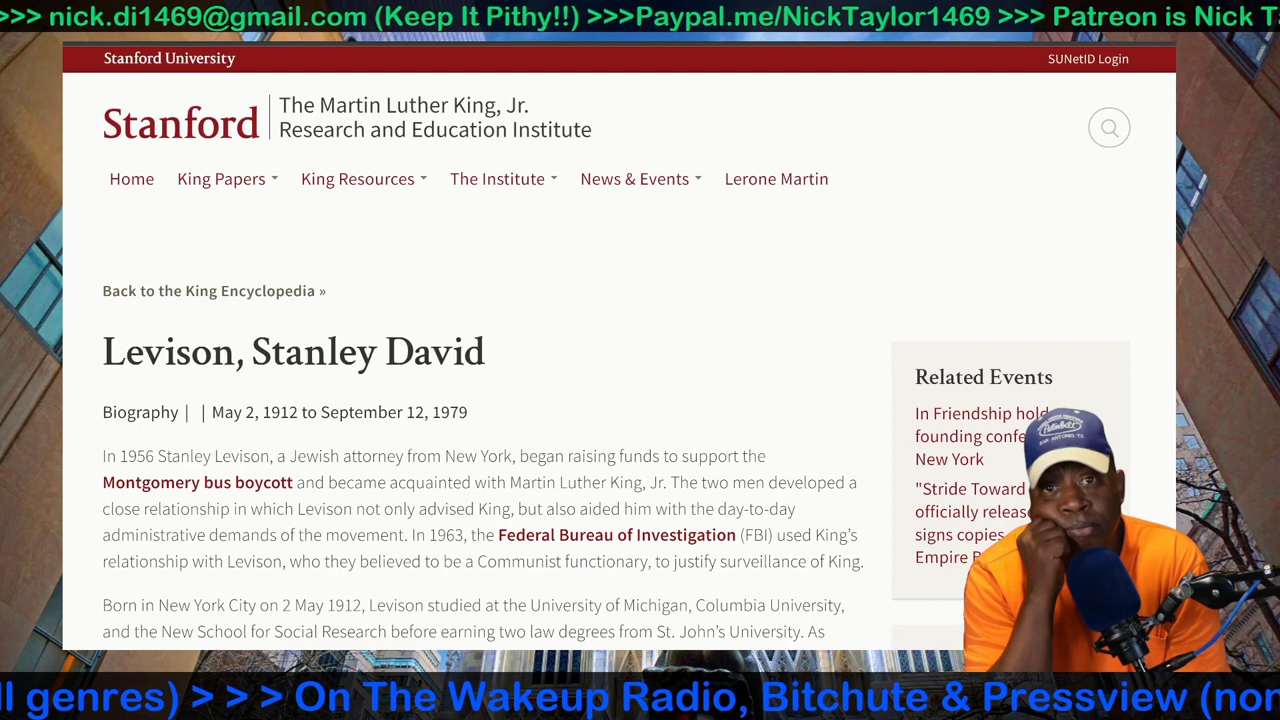 >>> nick.di1469@gmail.com (Keep It Pithy!!) >>>Paypal.me/NickTaylor1469 >>> Patreon is Nick T
Stanford University
SUNetID Login
Stanford
The Martin Luther King, Jr.
Research and Education Institute
Home King Papers King Resources The Institute News & Events Lerone Martin
Back to the King Encyclopedia »
Levison, Stanley David
Biography | | May 2, 1912 to September 12, 1979
In 1956 Stanley Levison, a Jewish attorney from New York, began raising funds to support the
Montgomery bus boycott and became acquainted with Martin Luther King, Jr. The two men developed a
close relationship in which Levison not only advised King, but also aided him with the day-to-day
administrative demands of the movement. In 1963, the Federal Bureau of Investigation (FBI) used King's
relationship with Levison, who they believed to be a Communist functionary, to justify surveillance of King.
Born in New York City on 2 May 1912, Levison studied at the University of Michigan, Columbia University,
and the New School for Social Research before earning two law degrees from St. John's University. As
Related Events
In Friendship hold
founding confe
New York
"Stride Toward
officially release
signs copies
Empire
SAN ANTONIO TX
ll genres) > > > On The Wakeup Radio, Bitchute & Pressview (nor